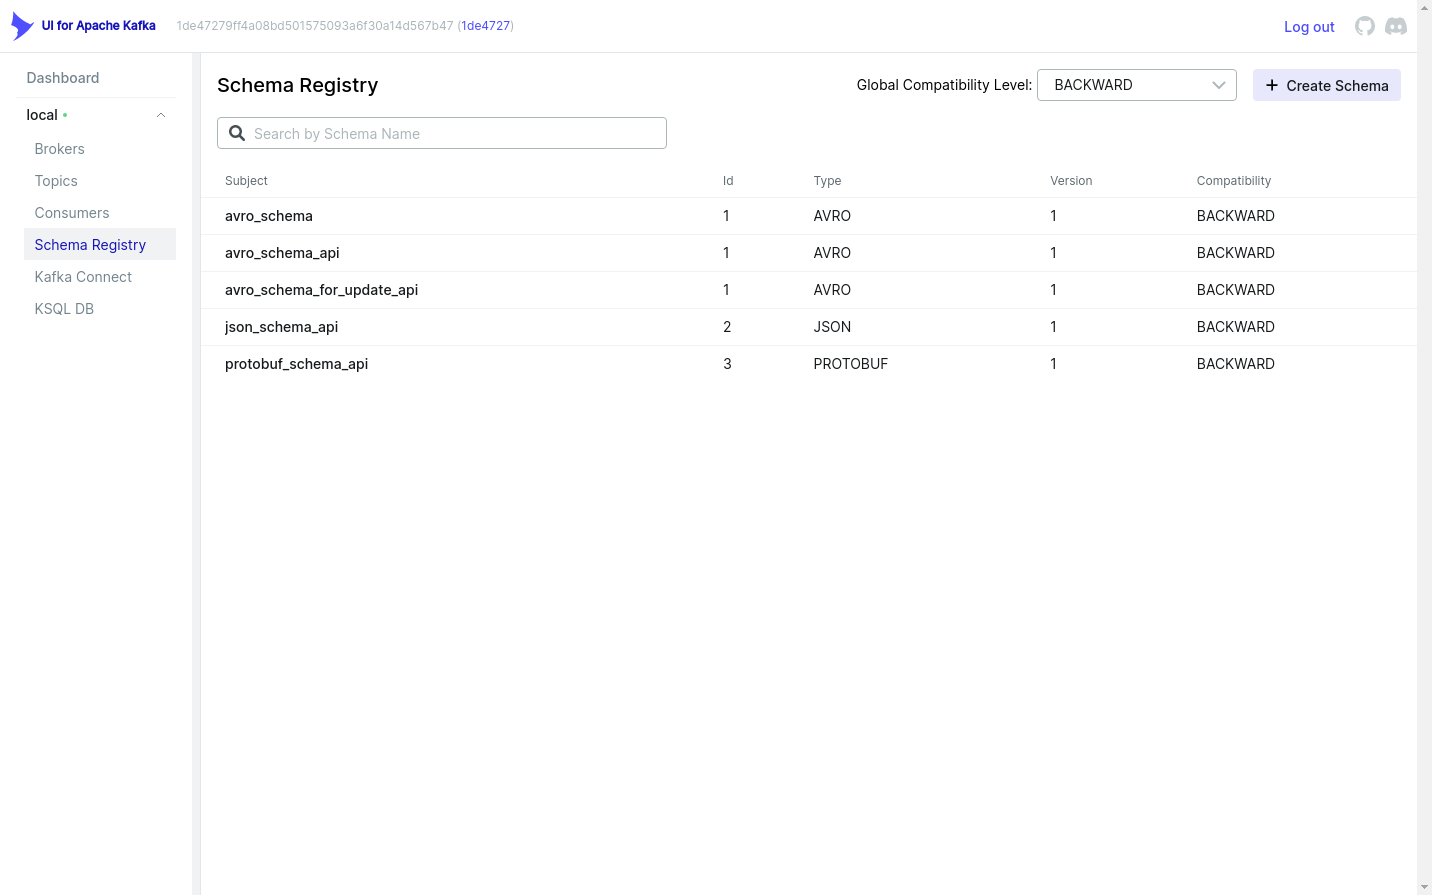 UI for Apache Kafka 1de47279ff4a08bd501575093a6f30a14d567b47 (1de4727) Log out
Dashboard
local
Brokers
Topics
Consumers
Schema Registry
Kafka Connect
KSQL DB
Schema Registry Global Compatibility Level: BACKWARD Create Schema
Search by Schema Name
Subject Id Type Version Compatibility
avro_schema 1 AVRO 1 BACKWARD
avro_schema_api 1 AVRO 1 BACKWARD
avro_schema_for_update_api 1 AVRO 1 BACKWARD
json_schema_api 2 JSON 1 BACKWARD
protobuf_schema_api 3 PROTOBUF 1 BACKWARD